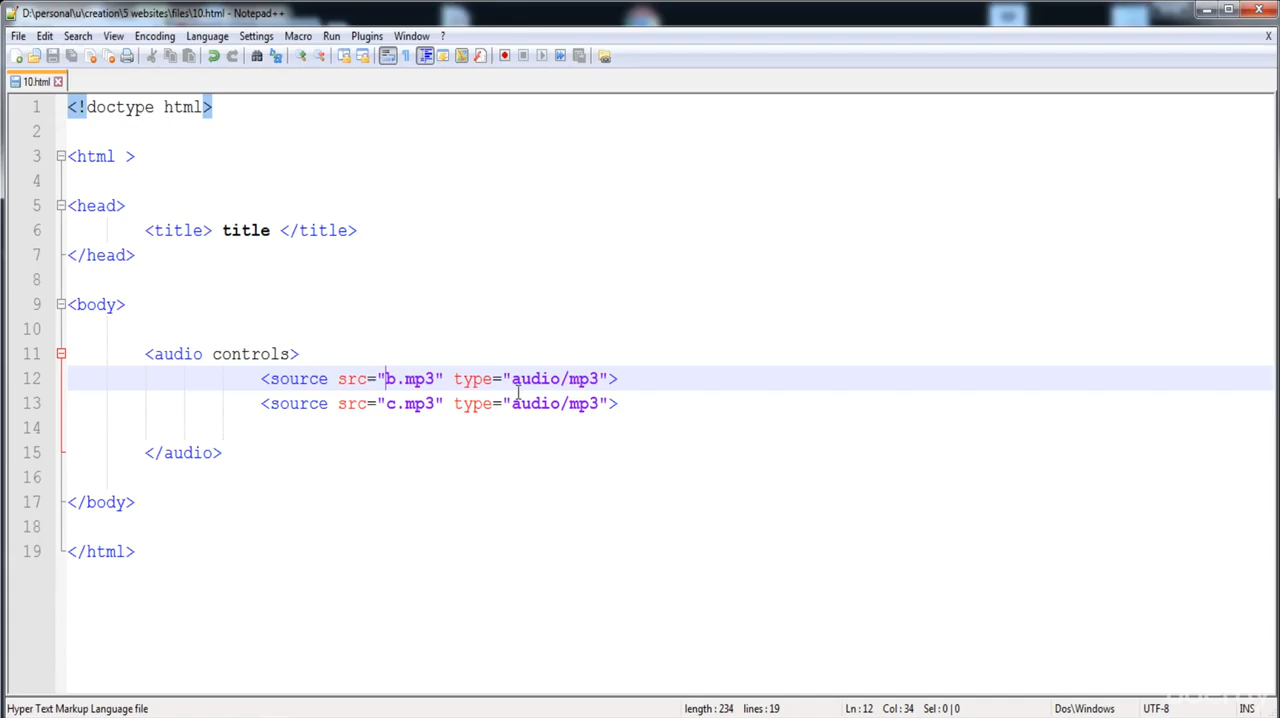 D:\personal\u\creation\5 websites\files\10.html - Notepad++
File Edit Search View Encoding Language Settings Macro Run Plugins Window ? X
10.html
1 <!doctype html>
2
3 <html >
4
5 <head>
6 <title> title </title>
7 </head>
8
9 <body>
10
11 <audio controls>
12 <source src="b.mp3" type="audio/mp3">
13 <source src="c.mp3" type="audio/mp3">
14
15 </audio>
16
17 </body>
18
19 </html>
Hyper Text Markup Language file length : 234 lines : 19 Ln : 12 Col : 34 Sel : 0 | 0 Dos\Windows UTF-8 INS